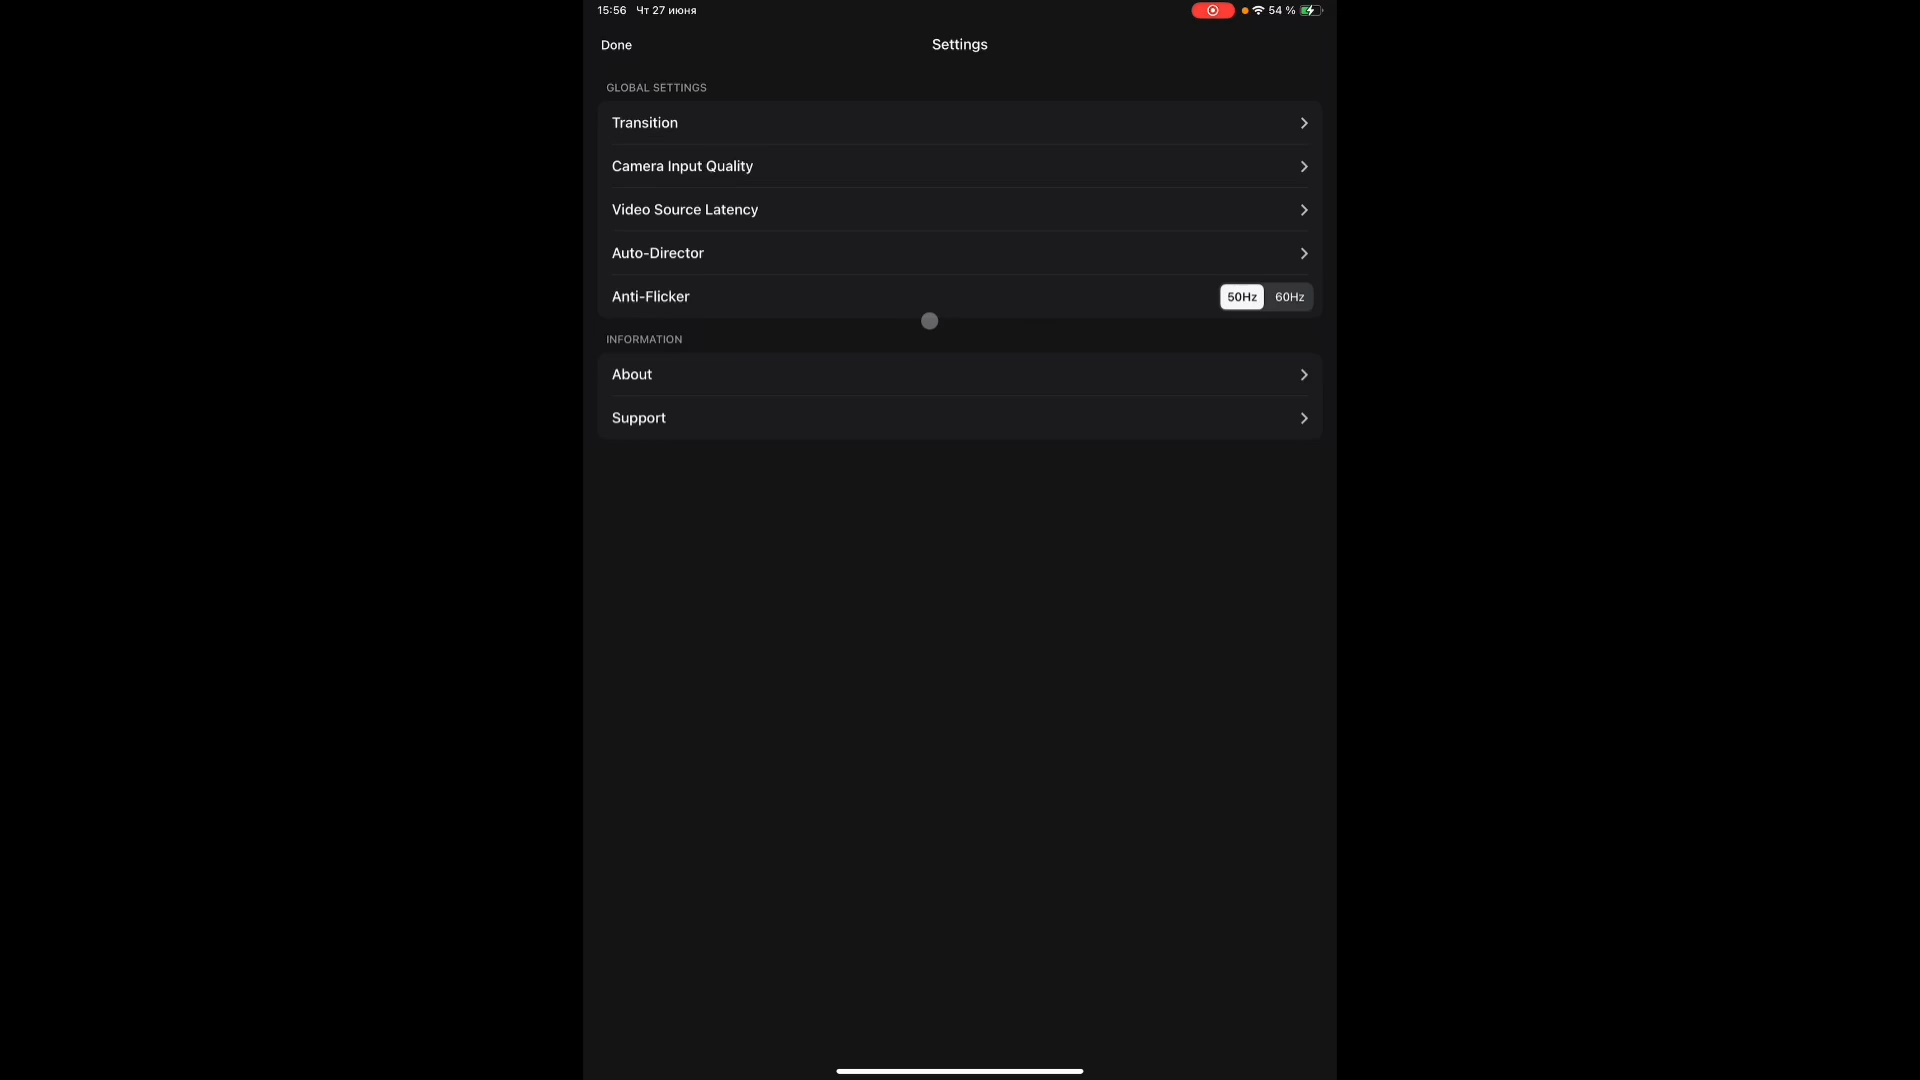 15:56 Чт 27 июня 54 %
Done Settings
GLOBAL SETTINGS
Transition
Camera Input Quality
Video Source Latency
Auto-Director
Anti-Flicker 50Hz 60Hz
INFORMATION
About
Support